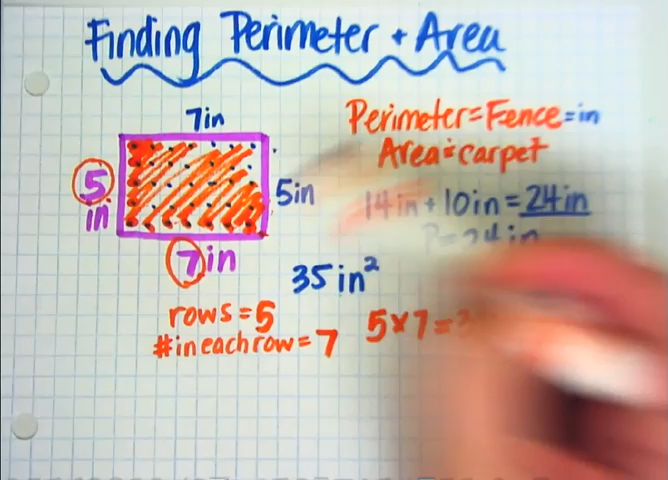 Finding Perimeter + Area
7in
Perimeter=Fence=in
Area=carpet
5
in
5in
14in+10in=24in
P=24in
7in
35in²
rows=5
#ineachrow=7
5×7=